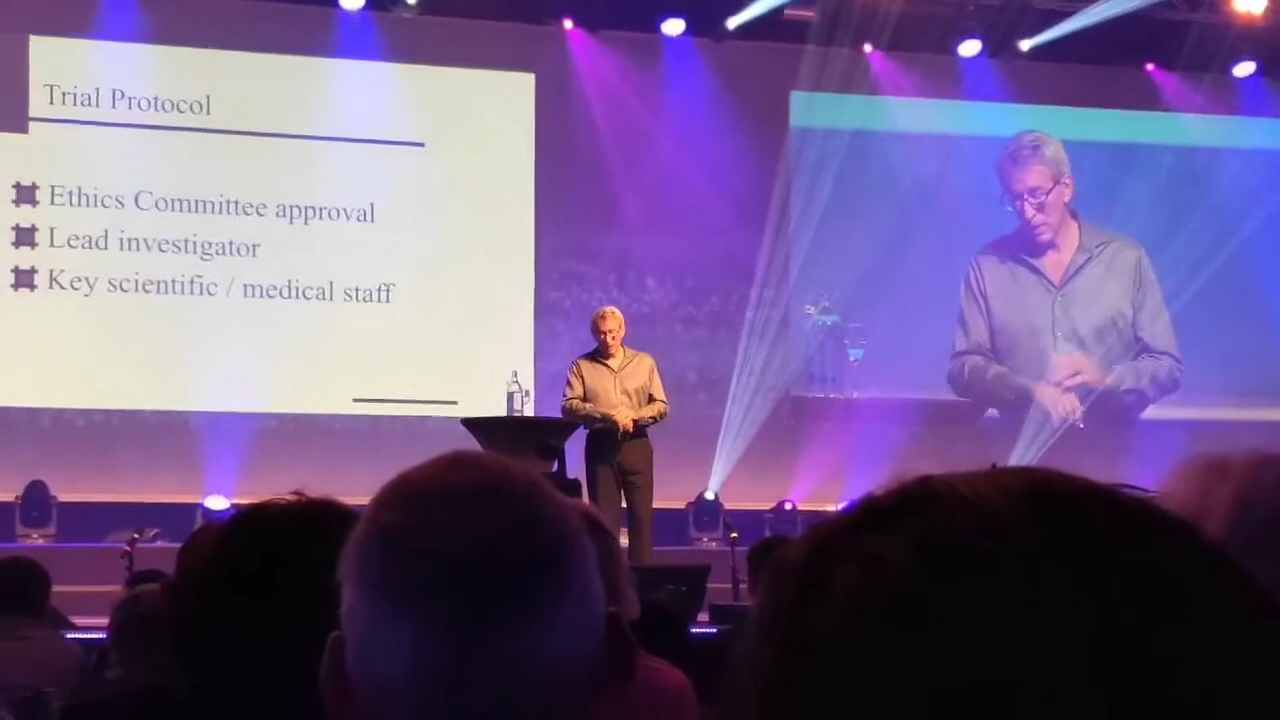 Trial Protocol
Ethics Committee approval
Lead investigator
Key scientific / medical staff